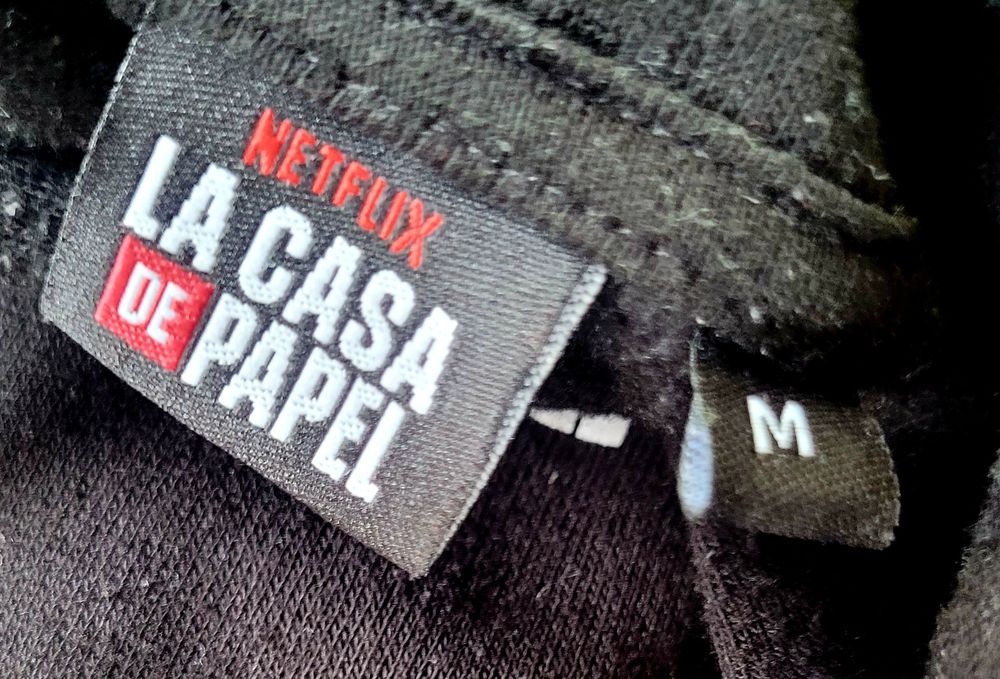 NETFLIX
LA CASA
DE PAPEL
M